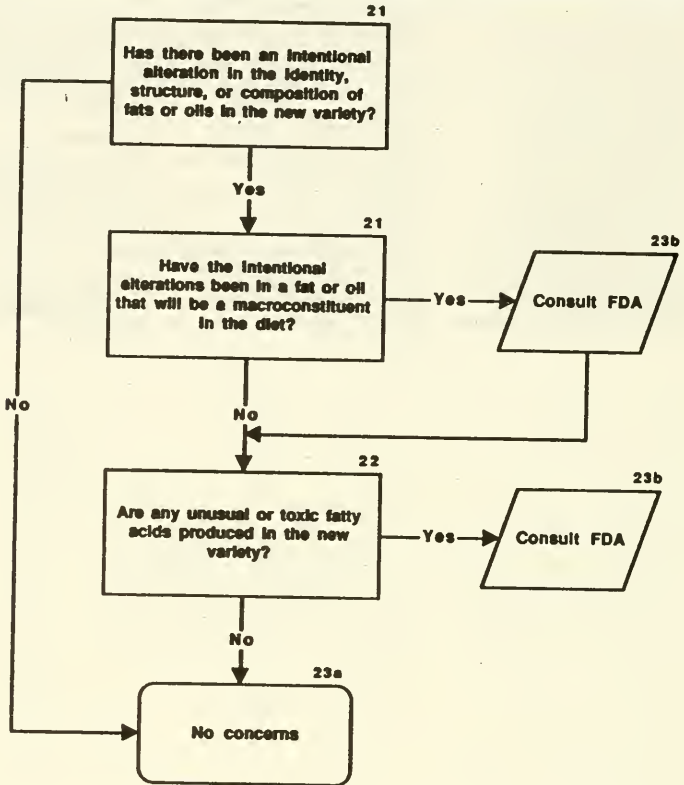 21
Has there been an intentional
alteration in the identity,
structure, or composition of
fats or oils in the new variety?
Yes
21
Have the intentional
alterations been in a fat or oil
that will be a macroconstituent
in the diet?
Yes
23b
Consult FDA
No
No
22
Are any unusual or toxic fatty
acids produced in the new
variety?
Yes
23b
Consult FDA
No
23a
No concerns